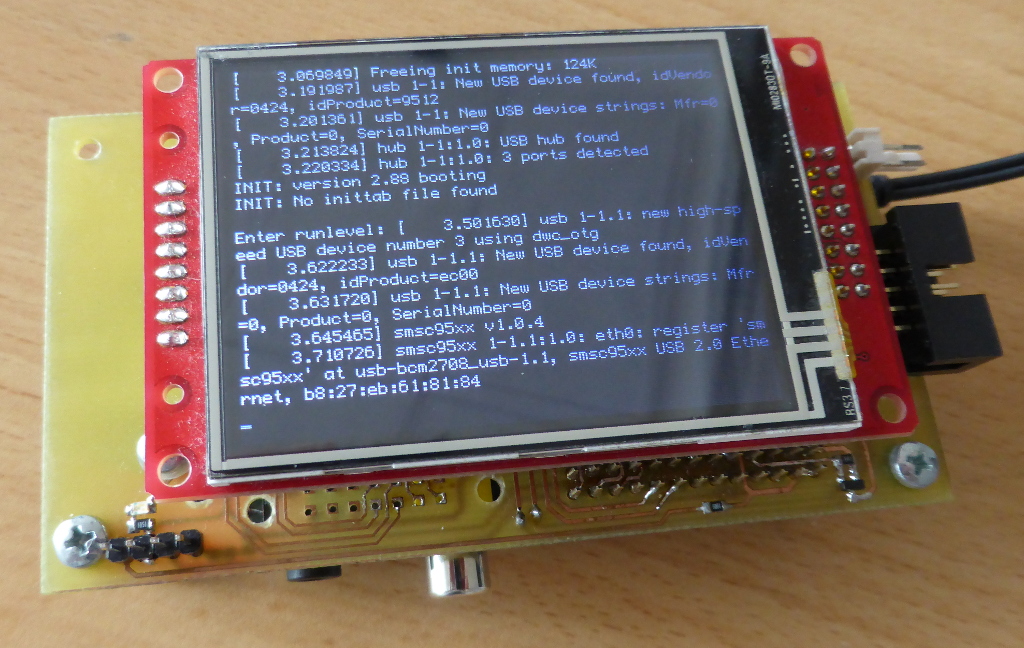 [    3.069849] Freeing init memory: 124K
[    3.191987] usb 1-1: New USB device found, idVendo
r=0424, idProduct=9512
[    3.201361] usb 1-1: New USB device strings: Mfr=0
, Product=0, SerialNumber=0
[    3.213824] hub 1-1:1.0: USB hub found
[    3.220334] hub 1-1:1.0: 3 ports detected
INIT: version 2.88 booting
INIT: No inittab file found
Enter runlevel: [    3.501630] usb 1-1.1: new high-sp
eed USB device number 3 using dwc_otg
[    3.622233] usb 1-1.1: New USB device found, idVen
dor=0424, idProduct=ec00
[    3.631720] usb 1-1.1: New USB device strings: Mfr
=0, Product=0, SerialNumber=0
[    3.645465] smsc95xx v1.0.4
[    3.710726] smsc95xx 1-1.1:1.0: eth0: register 'sm
sc95xx' at usb-bcm2708_usb-1.1, smsc95xx USB 2.0 Ethe
rnet, b8:27:eb:61:81:84
_
MI0283QT-9A